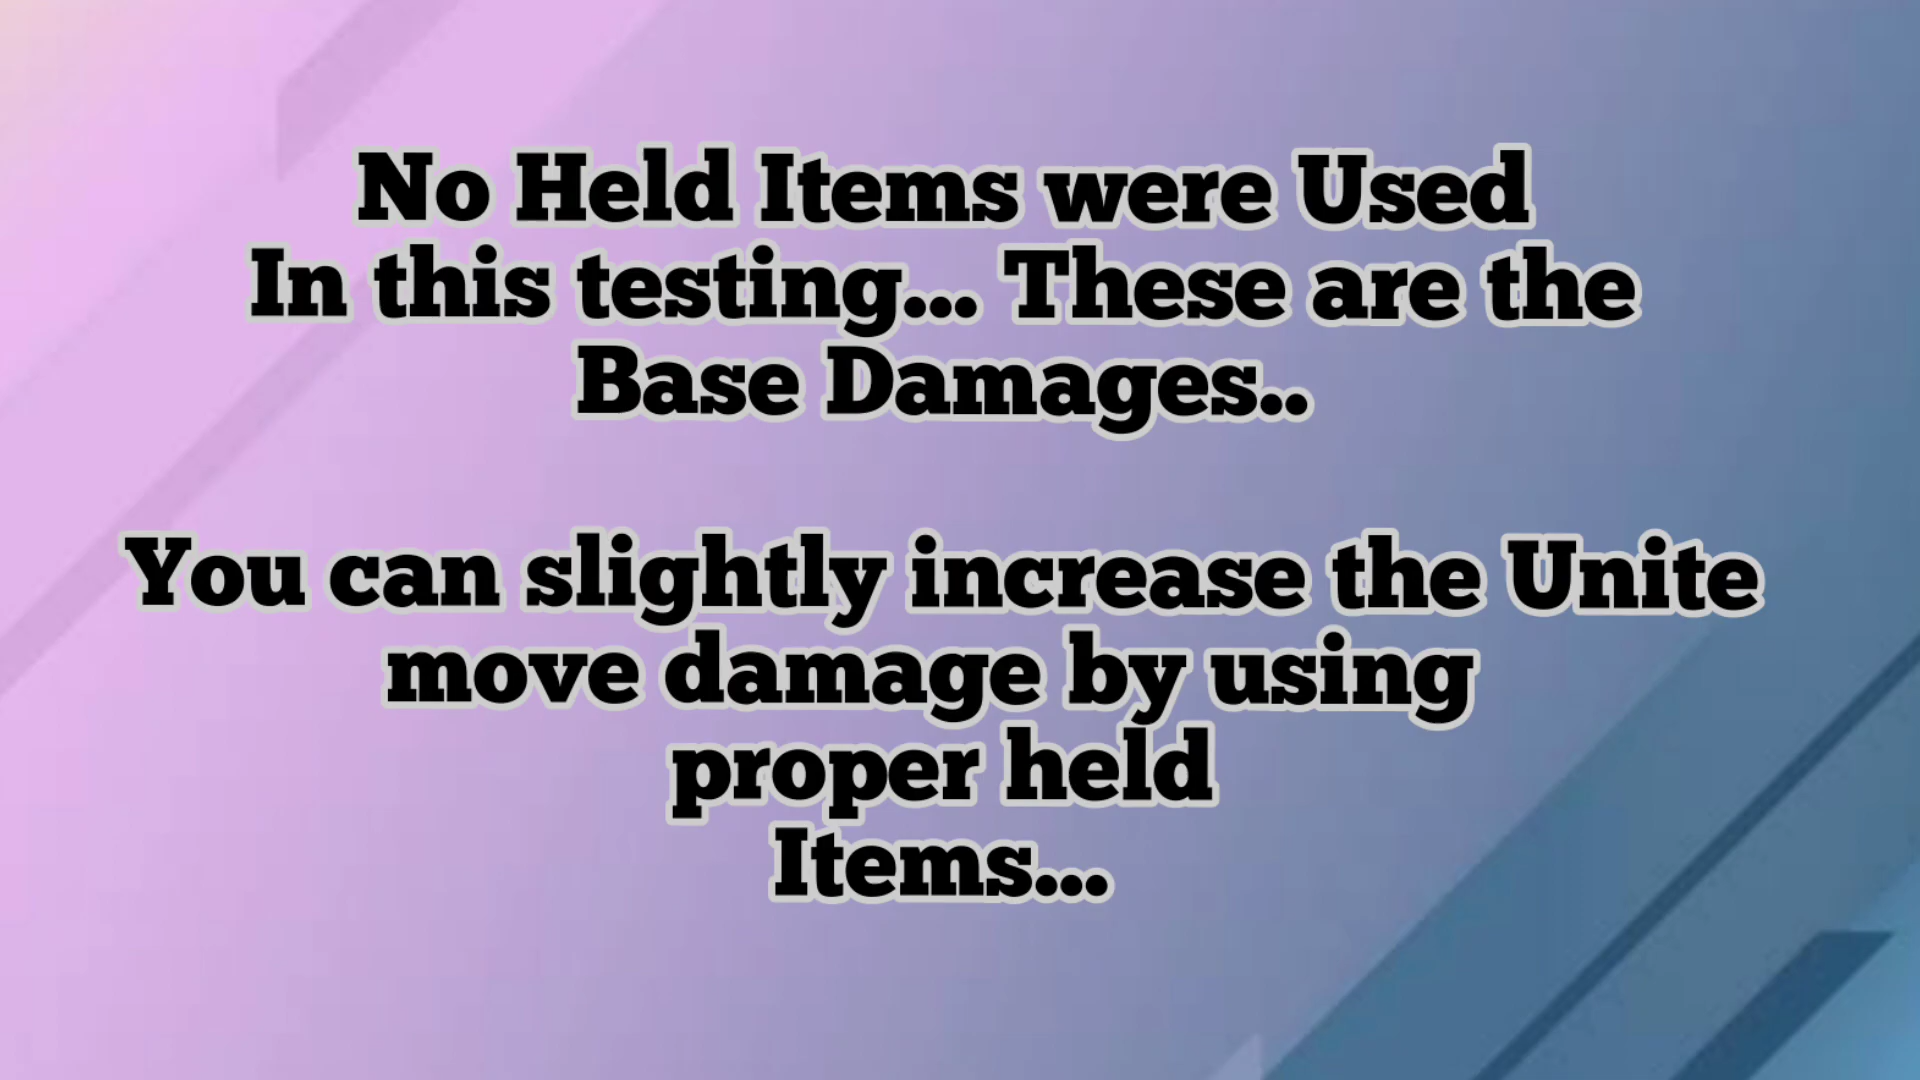 No Held Items were Used
In this testing... These are the
Base Damages..
You can slightly increase the Unite
move damage by using
proper held
Items...